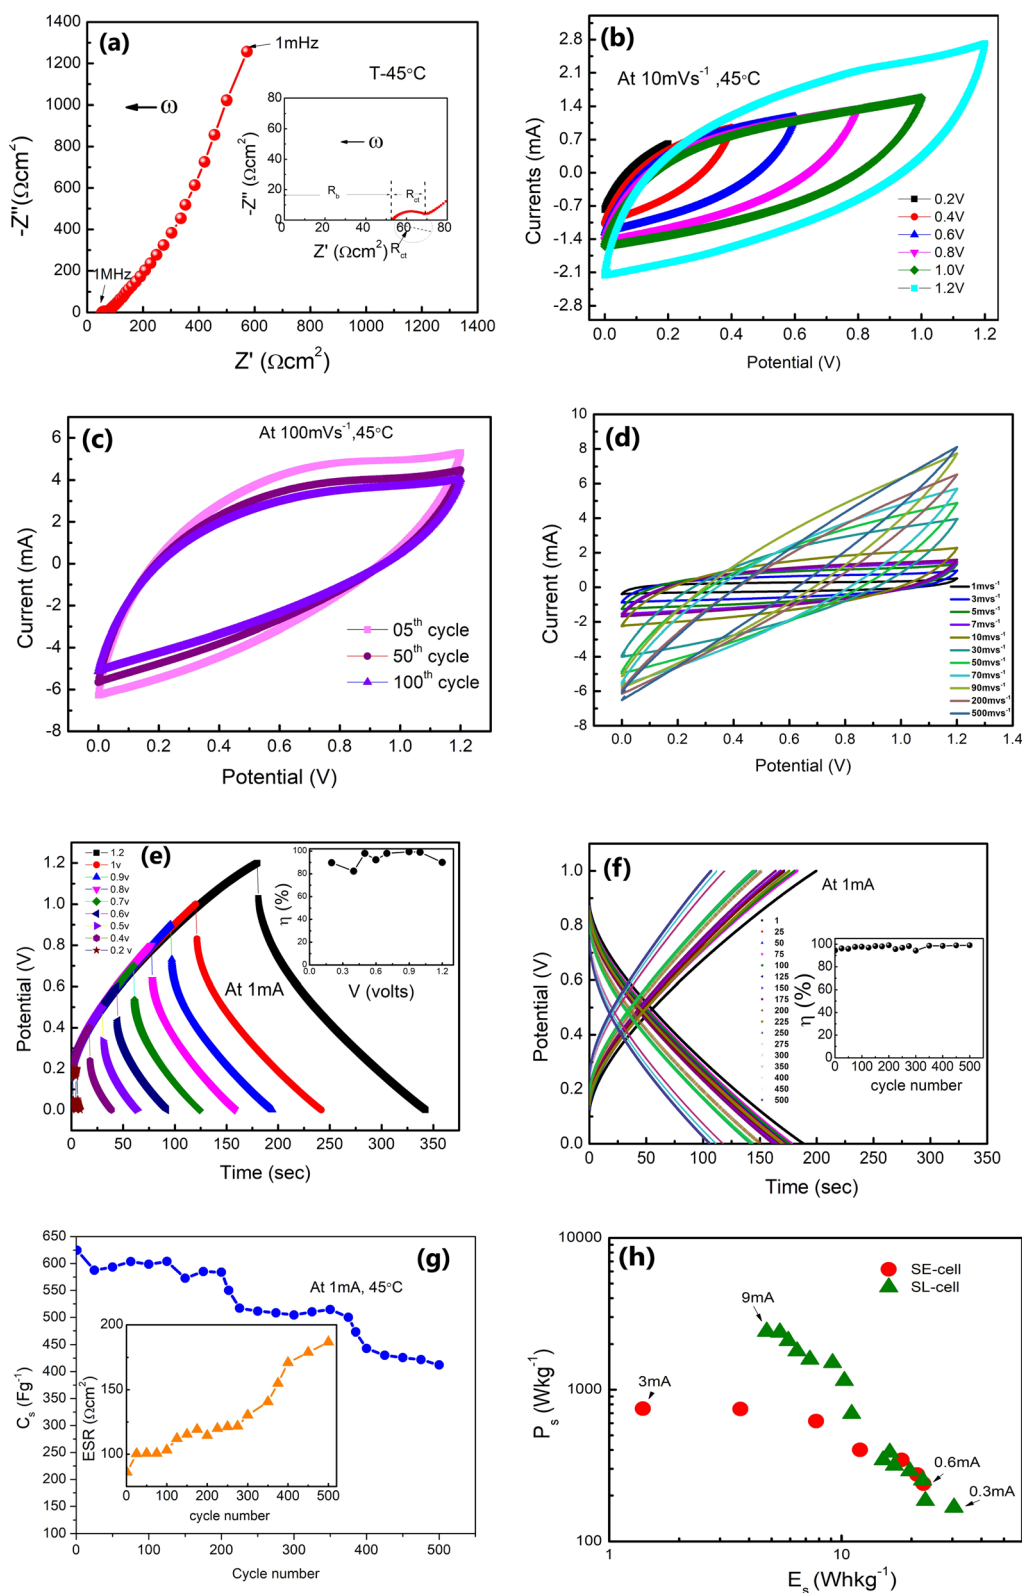 (a)
1mHz
T-45°C
ω
1MHz
-Z''(Ωcm²)
Z' (Ωcm²)
1400
1200
1000
800
600
400
200
0
0 200 400 600 800 1000 1200 1400
80
60
40
20
0
0 20 40 60 80
ω
R_b
R_ct
-Z'' (Ωcm²)
Z' (Ωcm²)
R_ct
(b)
At 10mVs⁻¹ ,45°C
Currents (mA)
Potential (V)
2.8
2.1
1.4
0.7
0.0
-0.7
-1.4
-2.1
-2.8
0.0 0.2 0.4 0.6 0.8 1.0 1.2
0.2V
0.4V
0.6V
0.8V
1.0V
1.2V
(c)
At 100mVs⁻¹,45°C
Current (mA)
Potential (V)
6
4
2
0
-2
-4
-6
-8
0.0 0.2 0.4 0.6 0.8 1.0 1.2
05th cycle
50th cycle
100th cycle
(d)
Current (mA)
Potential (V)
10
8
6
4
2
0
-2
-4
-6
-8
0.0 0.2 0.4 0.6 0.8 1.0 1.2 1.4
1mvs⁻¹
3mvs⁻¹
5mvs⁻¹
7mvs⁻¹
10mvs⁻¹
30mvs⁻¹
50mvs⁻¹
70mvs⁻¹
90mvs⁻¹
200mvs⁻¹
500mvs⁻¹
(e)
1.2
1v
0.9v
0.8v
0.7v
0.6v
0.5v
0.4v
0.2 v
At 1mA
Potential (V)
Time (sec)
1.2
1.0
0.8
0.6
0.4
0.2
0.0
0 50 100 150 200 250 300 350
100
80
60
40
20
0
0.0 0.4 0.8 1.2
η (%)
V (volts)
(f)
At 1mA
Potential (V)
Time (sec)
1.0
0.8
0.6
0.4
0.2
0.0
0 50 100 150 200 250 300 350
1
25
50
75
100
125
150
175
200
225
250
275
300
350
400
450
500
100
80
60
40
20
0
0 100 200 300 400 500
η (%)
cycle number
(g)
At 1mA, 45°C
C_s (Fg⁻¹)
Cycle number
650
600
550
500
450
400
350
300
250
200
150
100
0 100 200 300 400 500
200
150
100
50
0 100 200 300 400 500
ESR (Ωcm²)
cycle number
(h)
SE-cell
SL-cell
9mA
3mA
0.6mA
0.3mA
P_s (Wkg⁻¹)
E_s (Whkg⁻¹)
10000
1000
100
1 10